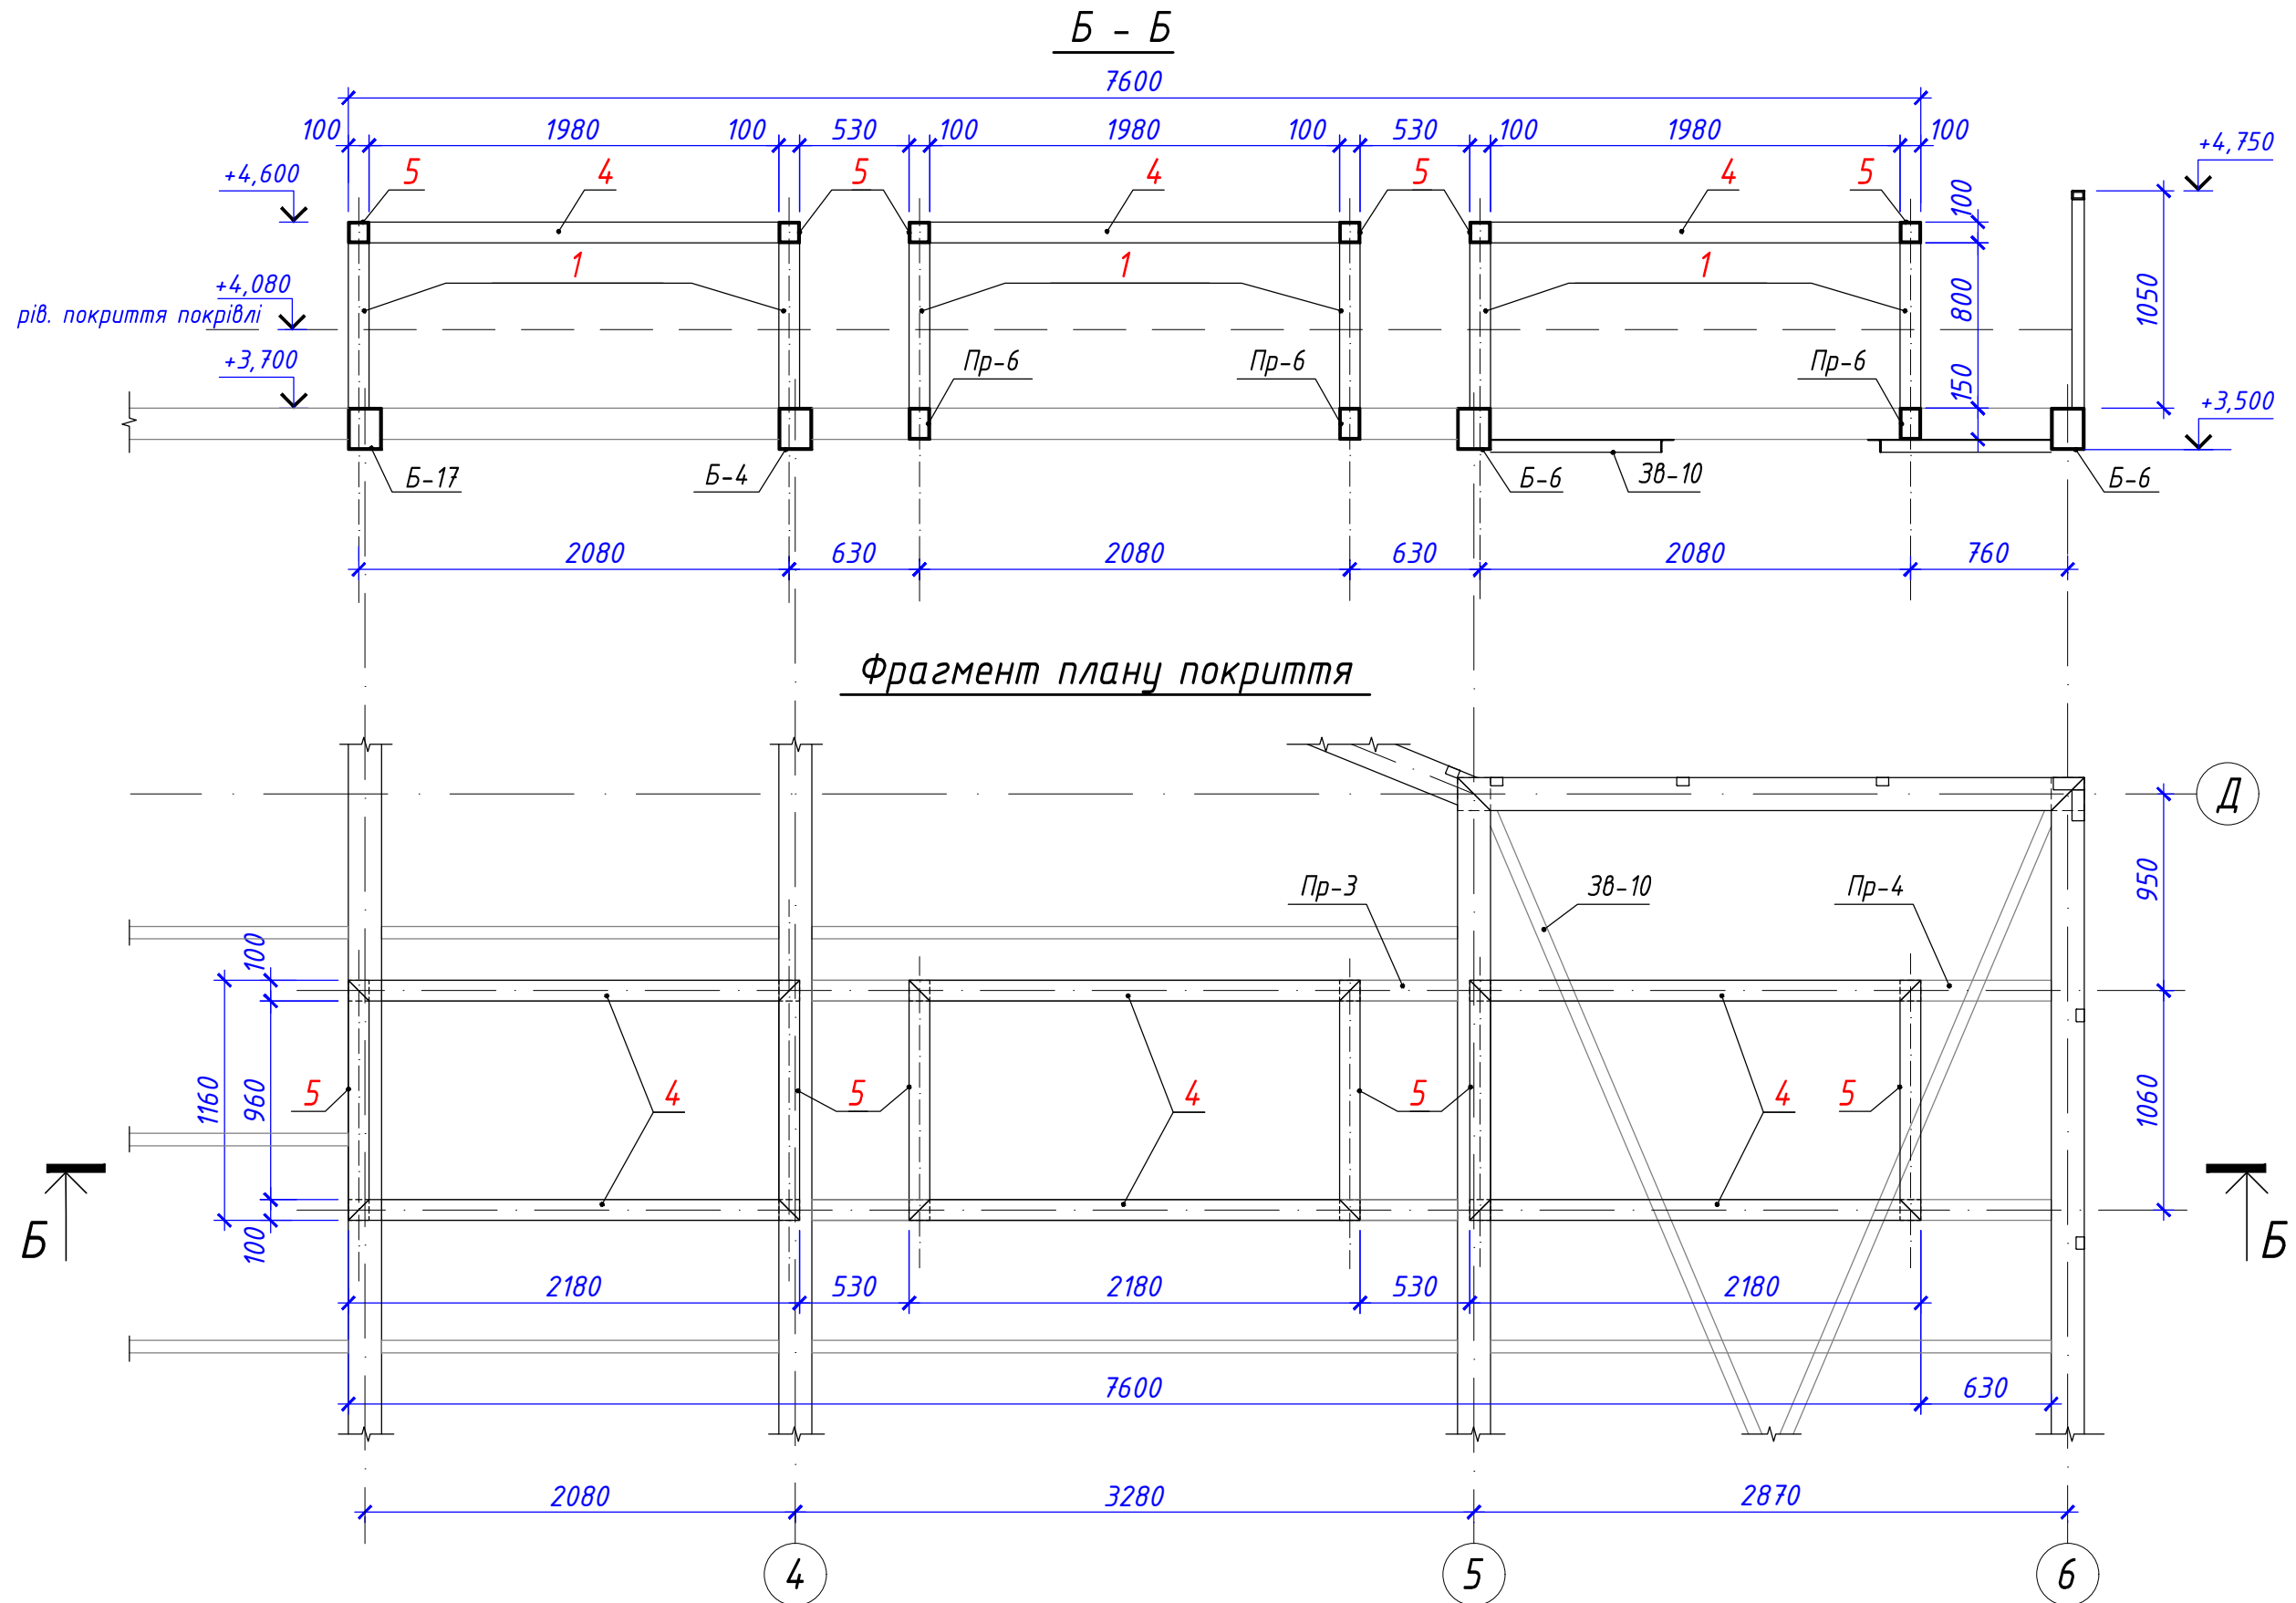 Б - Б
7600
100 1980 100 530 100 1980 100 530 100 1980 100
+4,600 5 4 5 4 5 4 5 100 +4,750
+4,080 1 1 1 800 1050
рів. покриття покрівлі
+3,700 Пр-6 Пр-6 Пр-6 150 +3,500
Б-17 Б-4 Б-6 Зв-10 Б-6
2080 630 2080 630 2080 760
Фрагмент плану покриття
Д
Пр-3 Зв-10 Пр-4 950
100
1160 960 5 4 5 4 5 4 5 1060
Б 100 Б
2180 530 2180 530 2180
7600 630
2080 3280 2870
4 5 6